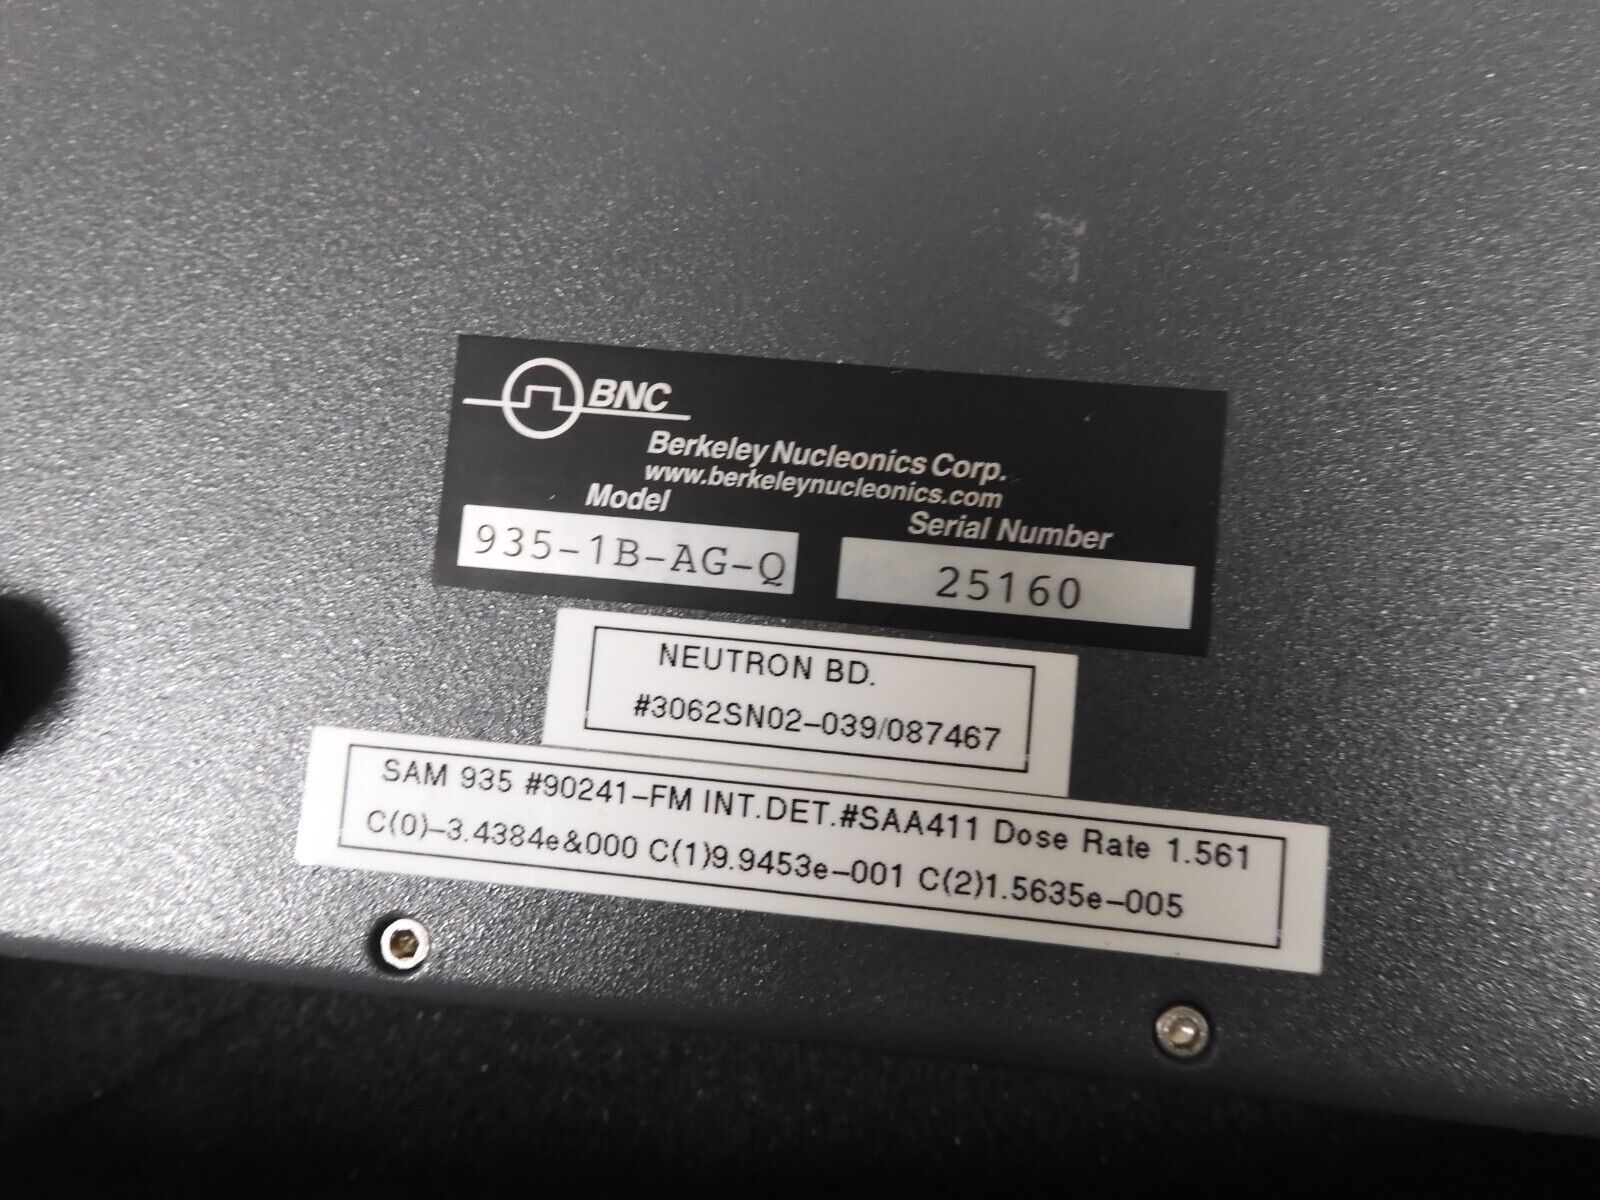 BNC
Berkeley Nucleonics Corp.
www.berkeleynucleonics.com
Model
Serial Number
935-1B-AG-Q
25160
NEUTRON BD.
#3062SN02-039/087467
SAM 935 #90241-FM INT.DET.#SAA411 Dose Rate 1.561
C(0)-3.4384e&000 C(1)9.9453e-001 C(2)1.5635e-005